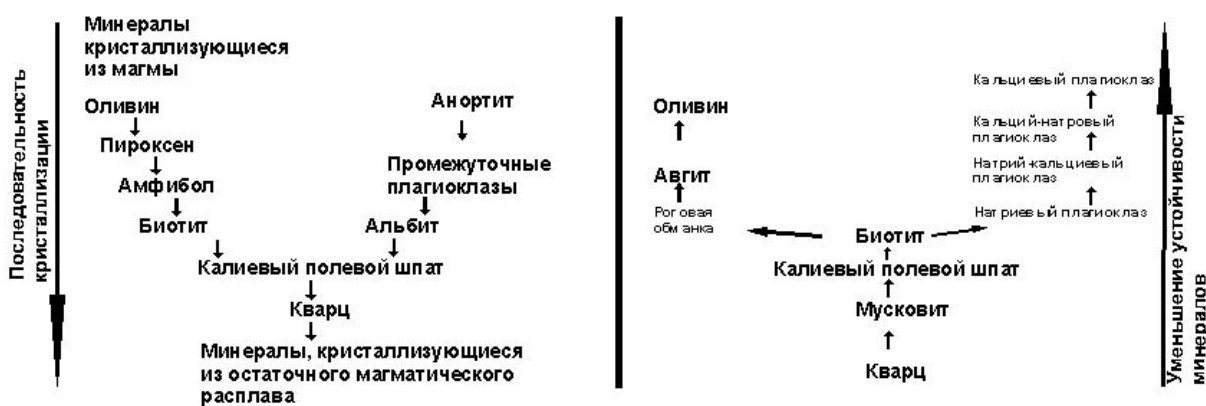 Последовательность
кристаллизации
Минералы
кристаллизующиеся
из магмы
Оливин
Анортит
Пироксен
Промежуточные
плагиоклазы
Амфибол
Биотит
Альбит
Калиевый полевой шпат
Кварц
Минералы, кристаллизующиеся
из остаточного магматического
расплава
Кальциевый плагиоклаз
Оливин
Кальций-натровый
плагиоклаз
Авгит
Натрий-кальциевый
плагиоклаз
Роговая
обманка
Натриевый плагиоклаз
Биотит
Калиевый полевой шпат
Мусковит
Кварц
Уменьшение устойчивости
минералов